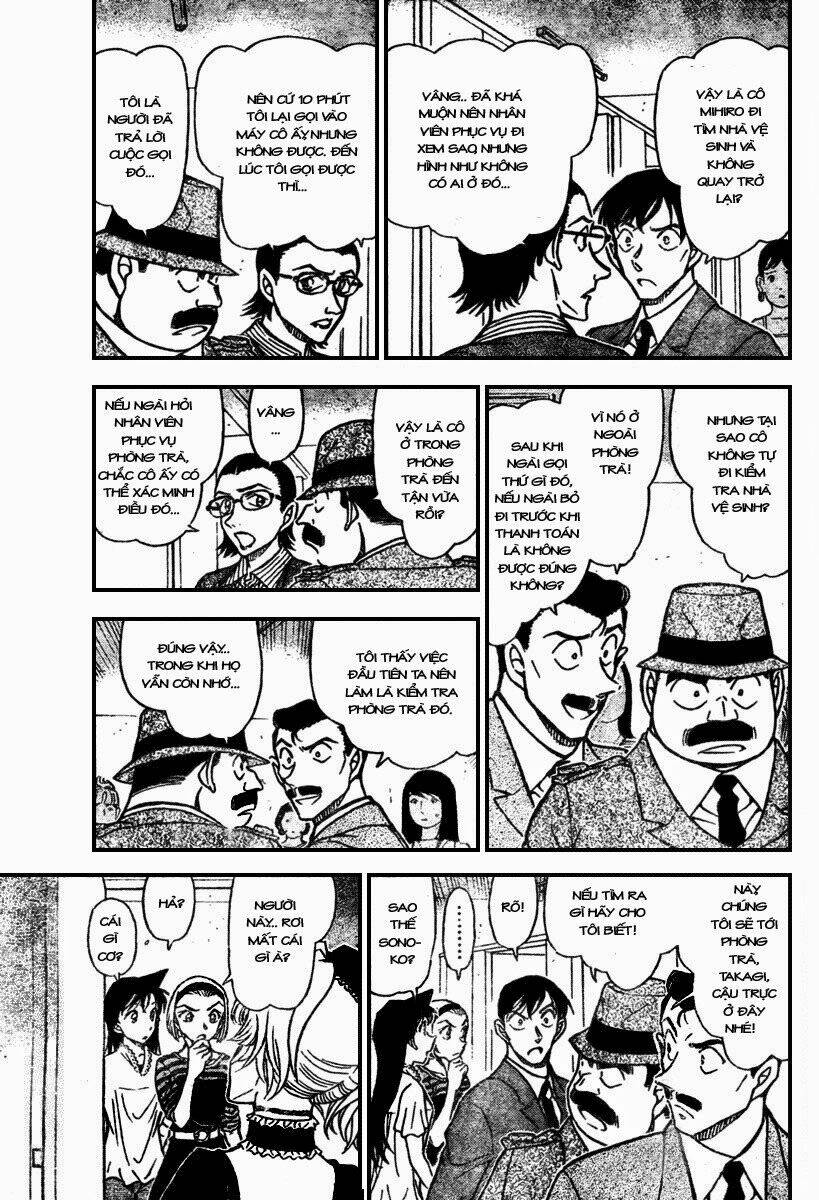 VẬY LÀ CÔ
MIHIRO ĐI
TÌM NHÀ VỆ
SINH VÀ
KHÔNG
QUAY TRỞ
LẠI?
VÂNG.. ĐÃ KHÁ
MUỘN NÊN NHÂN
VIÊN PHỤC VỤ ĐI
XEM SAO, NHƯNG
HÌNH NHƯ KHÔNG
CÓ AI Ở ĐÓ...
NÊN CỨ 10 PHÚT
TÔI LẠI GỌI VÀO
MÁY CÔ ẤY NHƯNG
KHÔNG ĐƯỢC. ĐẾN
LÚC TÔI GỌI ĐƯỢC
THÌ...
TÔI LÀ
NGƯỜI ĐÃ
TRẢ LỜI
CUỘC GỌI
ĐÓ...
NHƯNG TẠI
SAO CÔ
KHÔNG TỰ
ĐI KIỂM
TRA NHÀ
VỆ SINH?
VÌ NÓ Ở
NGOÀI
PHÒNG
TRÀ!
SAU KHI
NGÀI GỌI
THỨ GÌ ĐÓ,
NẾU NGÀI BỎ
ĐI TRƯỚC KHI
THANH TOÁN
LÀ KHÔNG
ĐƯỢC ĐÚNG
KHÔNG?
VẬY LÀ CÔ
Ở TRONG
PHÒNG
TRÀ ĐẾN
TẬN VỪA
RỒI?
VÂNG
...
NẾU NGÀI HỎI
NHÂN VIÊN
PHỤC VỤ
PHÒNG TRÀ,
CHẮC CÔ ẤY CÓ
THỂ XÁC MINH
ĐIỀU ĐÓ...
TÔI THẤY VIỆC
ĐẦU TIÊN TA NÊN
LÀM LÀ KIỂM TRA
PHÒNG TRÀ ĐÓ.
ĐÚNG VẬY..
TRONG KHI HỌ
VẪN CÒN NHỚ...
NÀY,
CHÚNG
TÔI SẼ TỚI
PHÒNG
TRÀ,
TAKAGI,
CẬU TRỰC
Ở ĐÂY
NHÉ!
NẾU TÌM RA
GÌ HÃY CHO
TÔI BIẾT!
RÕ!
......
SAO
THẾ
SONO-
KO?
NGƯỜI
NÀY.. RƠI
MẤT CÁI
GÌ À?
HẢ?
CÁI
GÌ
CƠ?